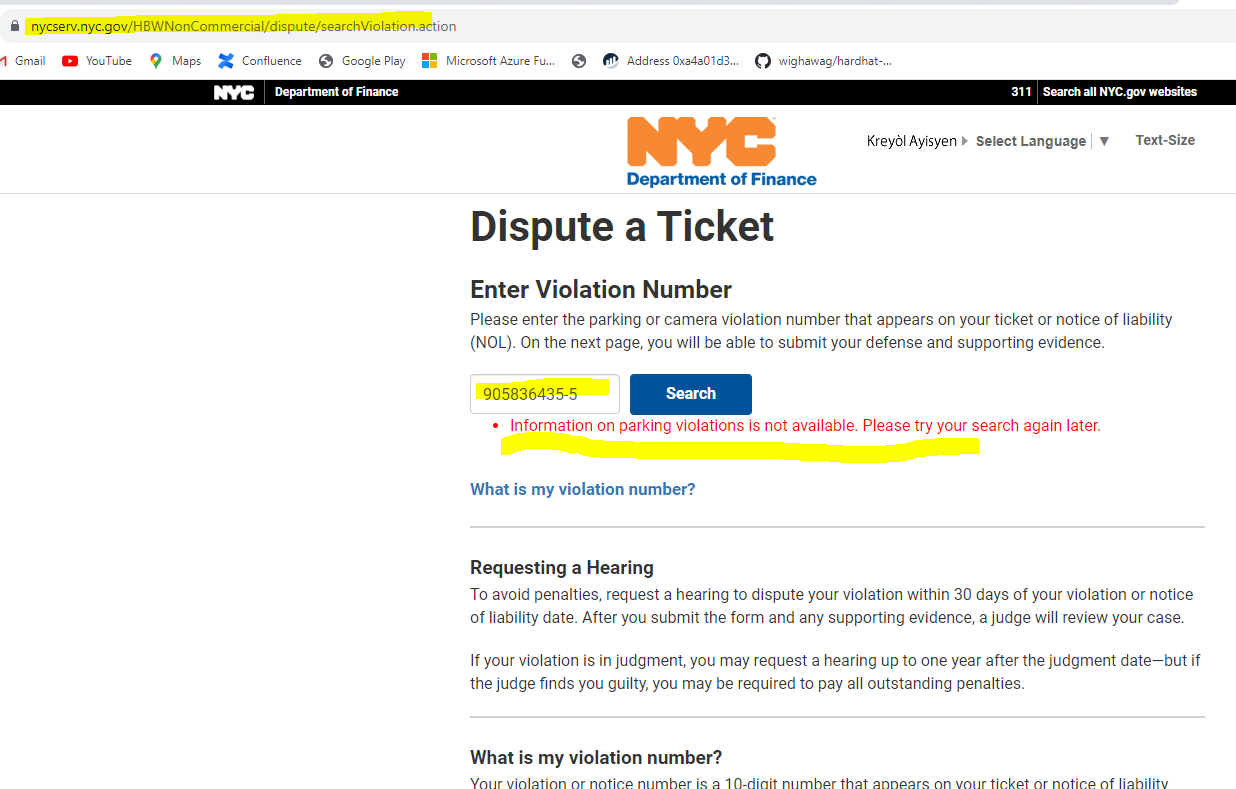 nycserv.nyc.gov/HBWNonCommercial/dispute/searchViolation.action
Gmail YouTube Maps Confluence Google Play Microsoft Azure Fu... Address 0xa4a01d3... wighawag/hardhat-...
NYC Department of Finance 311 Search all NYC.gov websites
NYC
Department of Finance
Kreyòl Ayisyen Select Language ▼ Text-Size
Dispute a Ticket
Enter Violation Number
Please enter the parking or camera violation number that appears on your ticket or notice of liability
(NOL). On the next page, you will be able to submit your defense and supporting evidence.
905836435-5 Search
• Information on parking violations is not available. Please try your search again later.
What is my violation number?
Requesting a Hearing
To avoid penalties, request a hearing to dispute your violation within 30 days of your violation or notice
of liability date. After you submit the form and any supporting evidence, a judge will review your case.
If your violation is in judgment, you may request a hearing up to one year after the judgment date—but if
the judge finds you guilty, you may be required to pay all outstanding penalties.
What is my violation number?
Your violation or notice number is a 10-digit number that appears on your ticket or notice of liability